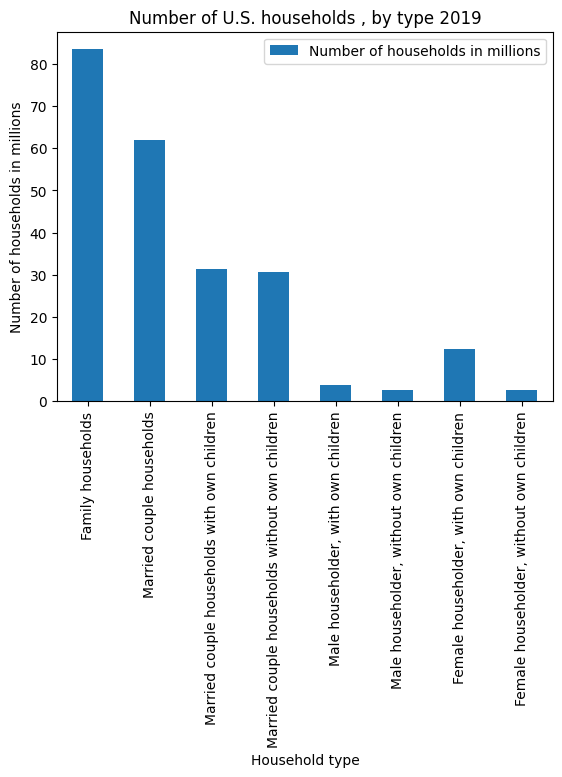 Number of U.S. households , by type 2019
Number of households in millions
Number of households in millions
80
70
60
50
40
30
20
10
0
Family households
Married couple households
Married couple households with own children
Married couple households without own children
Male householder, with own children
Male householder, without own children
Female householder, with own children
Female householder, without own children
Household type